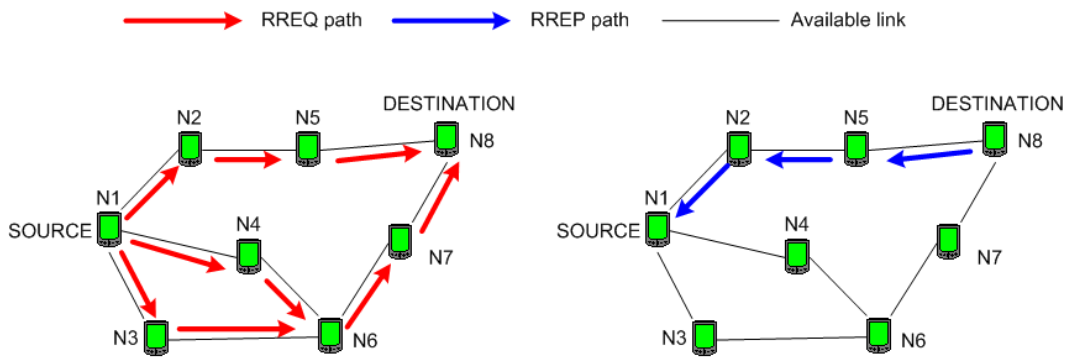 RREQ path RREP path Available link
DESTINATION DESTINATION
N2 N5 N8 N2 N5 N8
N1 N1
SOURCE N4 SOURCE N4
N7 N7
N3 N6 N3 N6